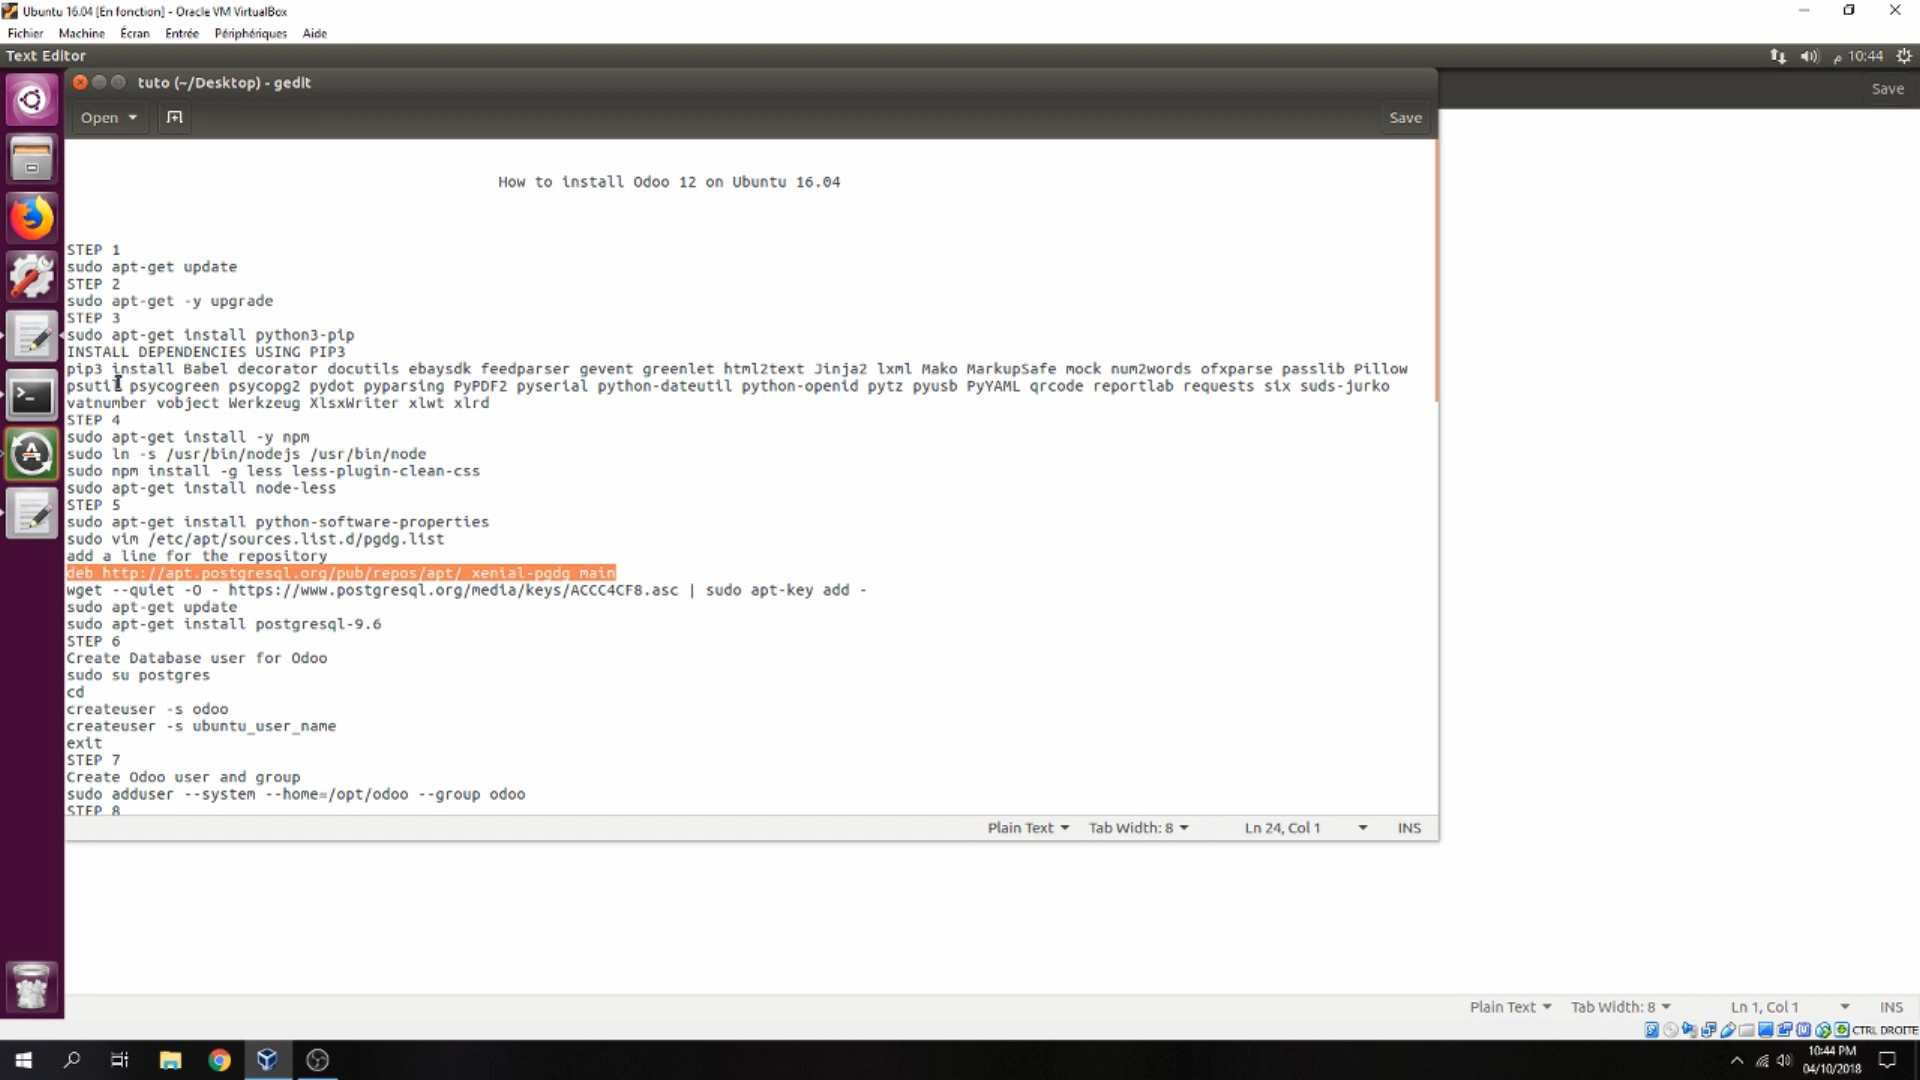 Ubuntu 16.04 [En fonction] - Oracle VM VirtualBox
Fichier Machine Écran Entrée Périphériques Aide
Text Editor
م 10:44
tuto (~/Desktop) - gedit
Save
Open
Save
How to install Odoo 12 on Ubuntu 16.04
STEP 1
sudo apt-get update
STEP 2
sudo apt-get -y upgrade
STEP 3
sudo apt-get install python3-pip
INSTALL DEPENDENCIES USING PIP3
pip3 install Babel decorator docutils ebaysdk feedparser gevent greenlet html2text Jinja2 lxml Mako MarkupSafe mock num2words ofxparse passlib Pillow
psutil psycogreen psycopg2 pydot pyparsing PyPDF2 pyserial python-dateutil python-openid pytz pyusb PyYAML qrcode reportlab requests six suds-jurko
vatnumber vobject Werkzeug XlsxWriter xlwt xlrd
STEP 4
sudo apt-get install -y npm
sudo ln -s /usr/bin/nodejs /usr/bin/node
sudo npm install -g less less-plugin-clean-css
sudo apt-get install node-less
STEP 5
sudo apt-get install python-software-properties
sudo vim /etc/apt/sources.list.d/pgdg.list
add a line for the repository
deb http://apt.postgresql.org/pub/repos/apt/ xenial-pgdg main
wget --quiet -O - https://www.postgresql.org/media/keys/ACCC4CF8.asc | sudo apt-key add -
sudo apt-get update
sudo apt-get install postgresql-9.6
STEP 6
Create Database user for Odoo
sudo su postgres
cd
createuser -s odoo
createuser -s ubuntu_user_name
exit
STEP 7
Create Odoo user and group
sudo adduser --system --home=/opt/odoo --group odoo
STEP 8
Plain Text Tab Width: 8 Ln 24, Col 1 INS
Plain Text Tab Width: 8 Ln 1, Col 1 INS
CTRL DROITE
10:44 PM
04/10/2018